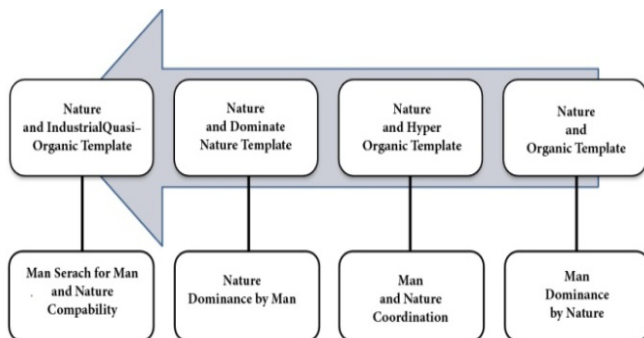 Nature
and IndustrialQuasi–
Organic Template
Nature
and Dominate
Nature Template
Nature
and Hyper
Organic Template
Nature
and
Organic Template
Man Serach for Man
and Nature
Compability
Nature
Dominance by Man
Man
and Nature
Coordination
Man
Dominance
by Nature